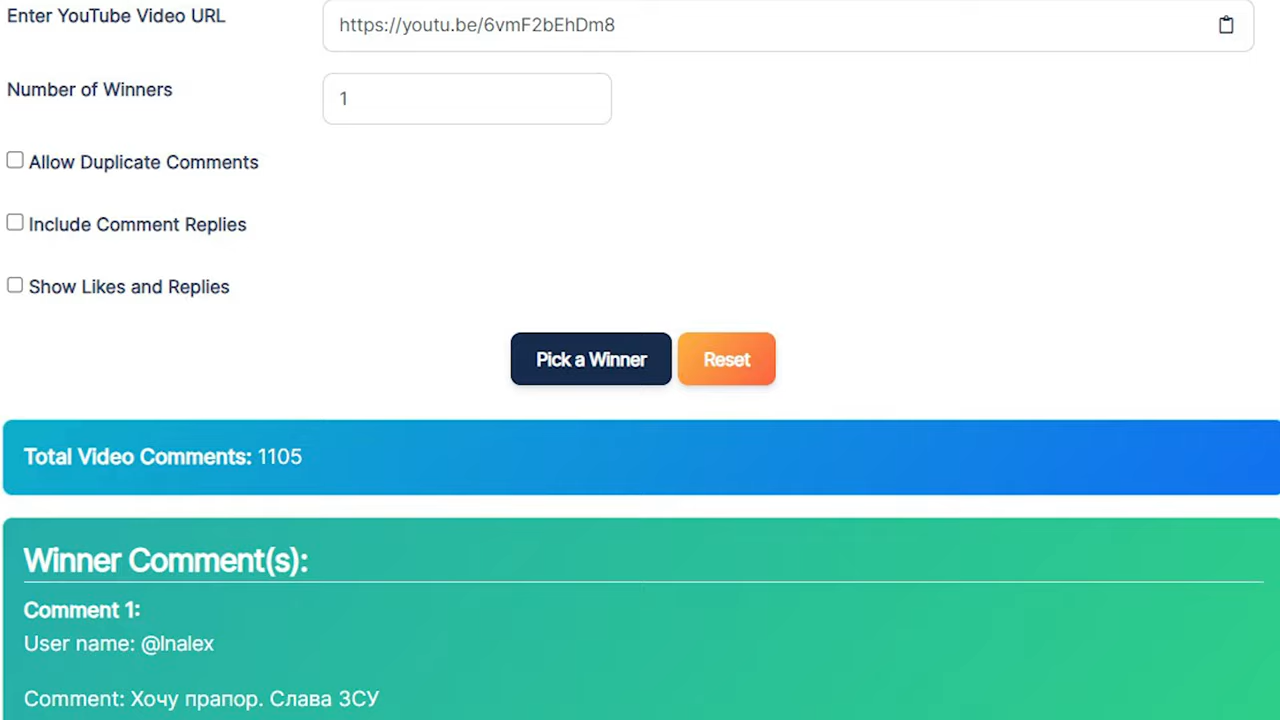 Enter YouTube Video URL
https://youtu.be/6vmF2bEhDm8
Number of Winners
1
Allow Duplicate Comments
Include Comment Replies
Show Likes and Replies
Pick a Winner
Reset
Total Video Comments: 1105
Winner Comment(s):
Comment 1:
User name: @lnalex
Comment: Хочу прапор. Слава ЗСУ